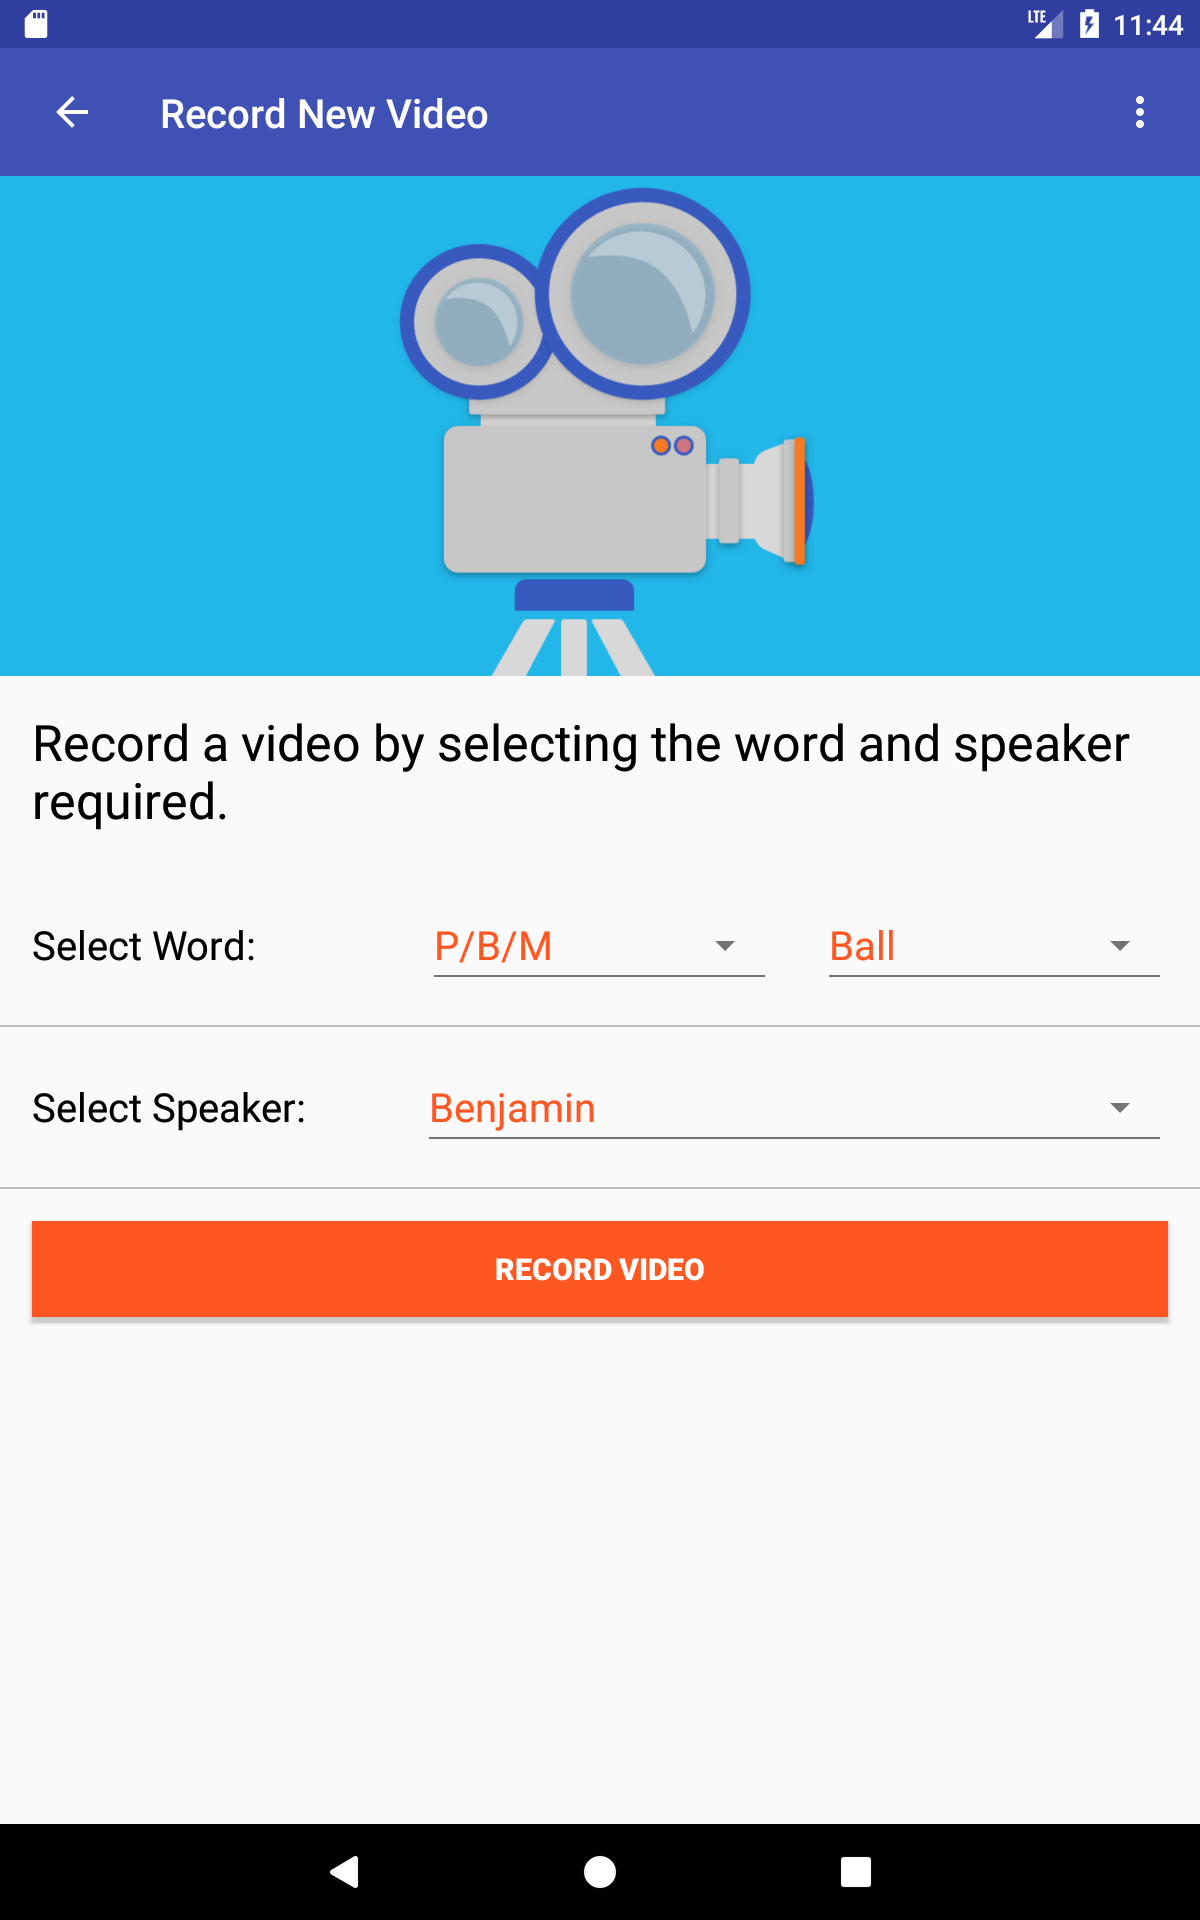 LTE 11:44
Record New Video
Record a video by selecting the word and speaker
required.
Select Word: P/B/M Ball
Select Speaker: Benjamin
RECORD VIDEO